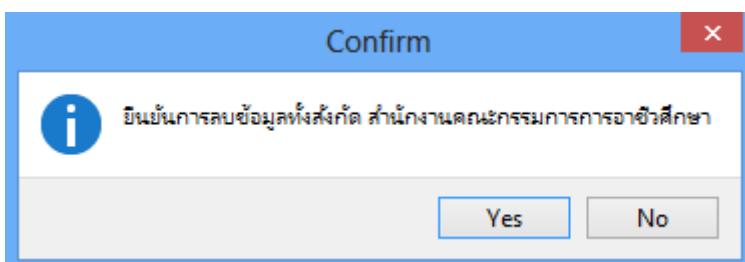 Confirm
ยืนยันการลบข้อมูลทั้งสังกัด สำนักงานคณะกรรมการการอาชีวศึกษา
Yes No